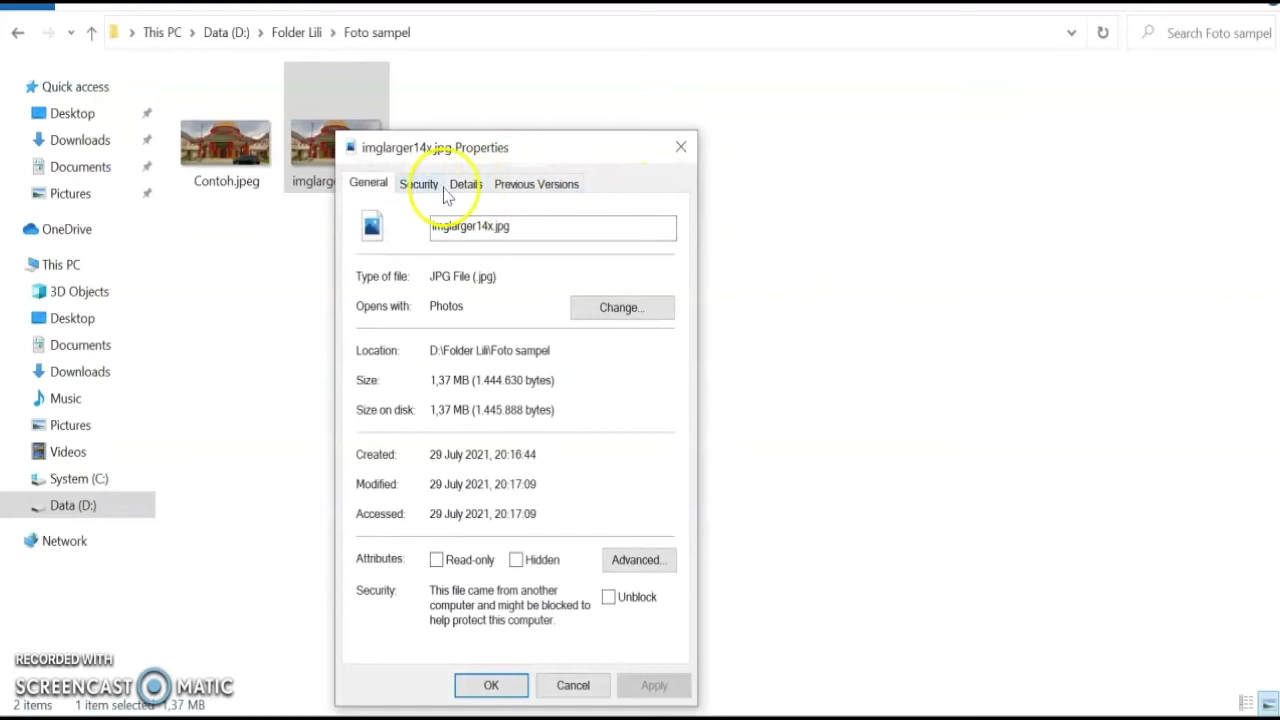 This PC > Data (D:) > Folder Lili > Foto sampel
Search Foto sampel
Quick access
Desktop
Downloads
Documents
Pictures
OneDrive
This PC
3D Objects
Desktop
Documents
Downloads
Music
Pictures
Videos
System (C:)
Data (D:)
Network
Contoh.jpeg
imglarg
imglarger14x.jpg Properties
General Security Details Previous Versions
imglarger14x.jpg
Type of file: JPG File (.jpg)
Opens with: Photos Change...
Location: D:\Folder Lili\Foto sampel
Size: 1,37 MB (1.444.630 bytes)
Size on disk: 1,37 MB (1.445.888 bytes)
Created: 29 July 2021, 20:16:44
Modified: 29 July 2021, 20:17:09
Accessed: 29 July 2021, 20:17:09
Attributes: Read-only Hidden Advanced...
Security: This file came from another
computer and might be blocked to
help protect this computer.
Unblock
OK Cancel Apply
RECORDED WITH
SCREENCAST MATIC
2 items 1 item selected 1,37 MB